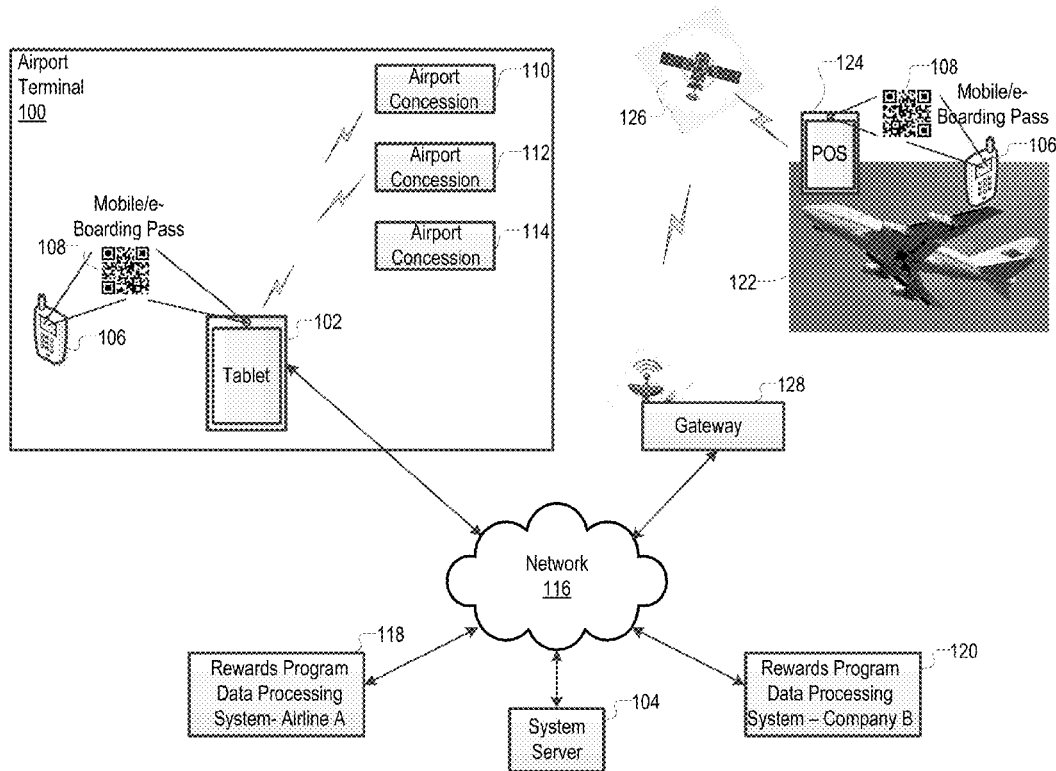 Airport
Terminal
100
Airport
Concession
110
Airport
Concession
112
Airport
Concession
114
Mobile/e-
Boarding Pass
108
106
102
Tablet
126
124
108
Mobile/e-
Boarding Pass
106
POS
122
128
Gateway
Network
116
118
Rewards Program
Data Processing
System- Airline A
104
System
Server
120
Rewards Program
Data Processing
System – Company B